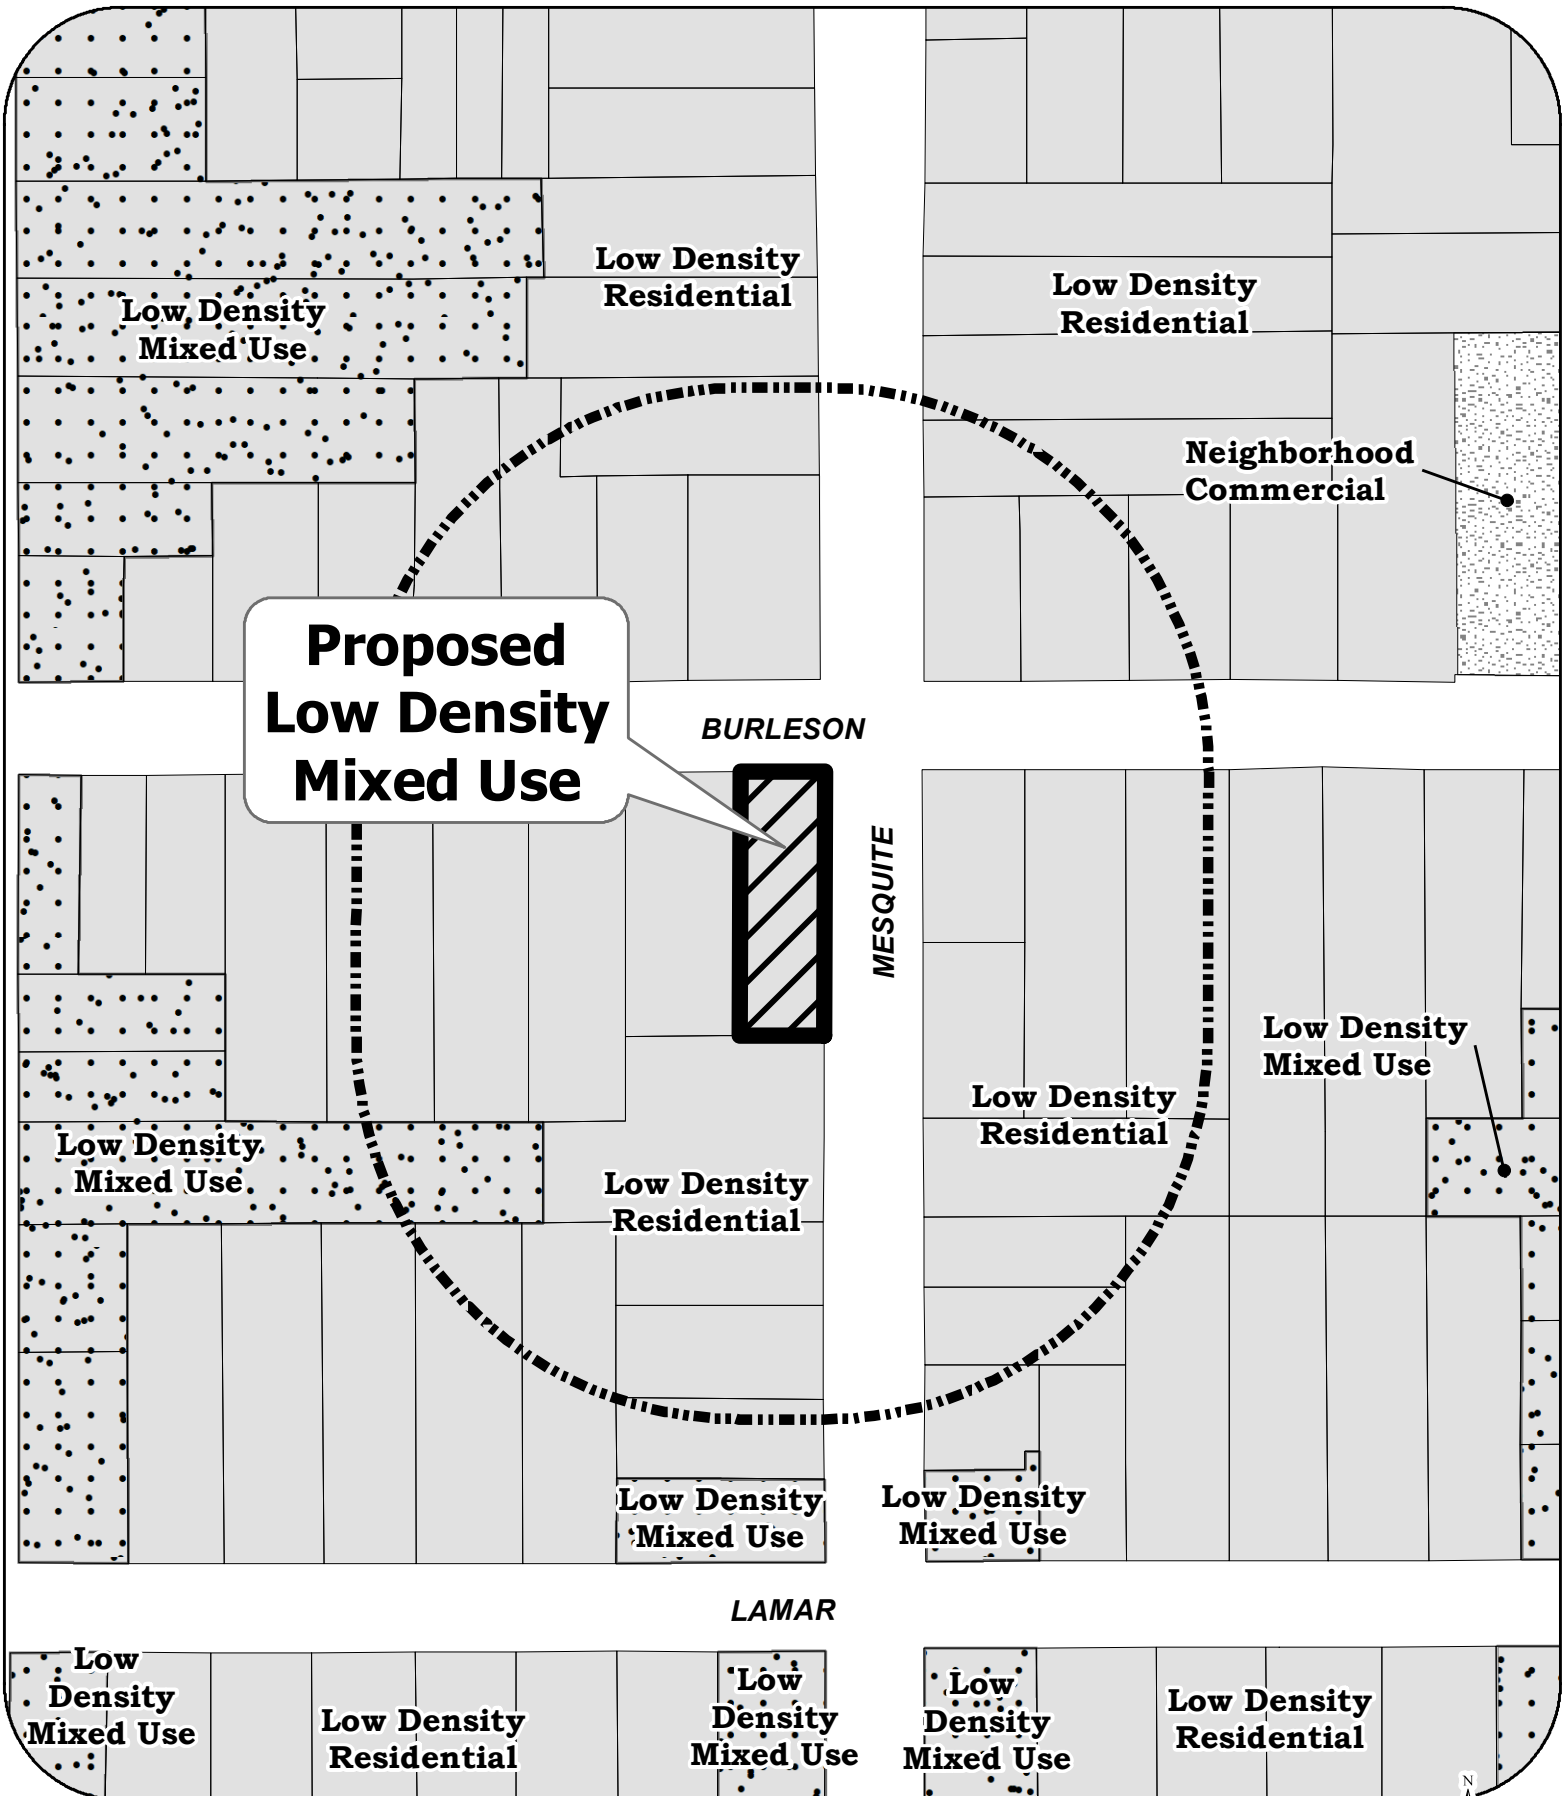 Low Density
Residential
Low Density
Residential
Low Density
Mixed Use
Neighborhood
Commercial
Proposed
Low Density
Mixed Use
BURLESON
MESQUITE
Low Density
Mixed Use
Low Density
Residential
Low Density
Mixed Use
Low Density
Residential
Low Density
Mixed Use
Low Density
Mixed Use
LAMAR
Low
Density
Mixed Use
Low Density
Residential
Low
Density
Mixed Use
Low
Density
Mixed Use
Low Density
Residential
N